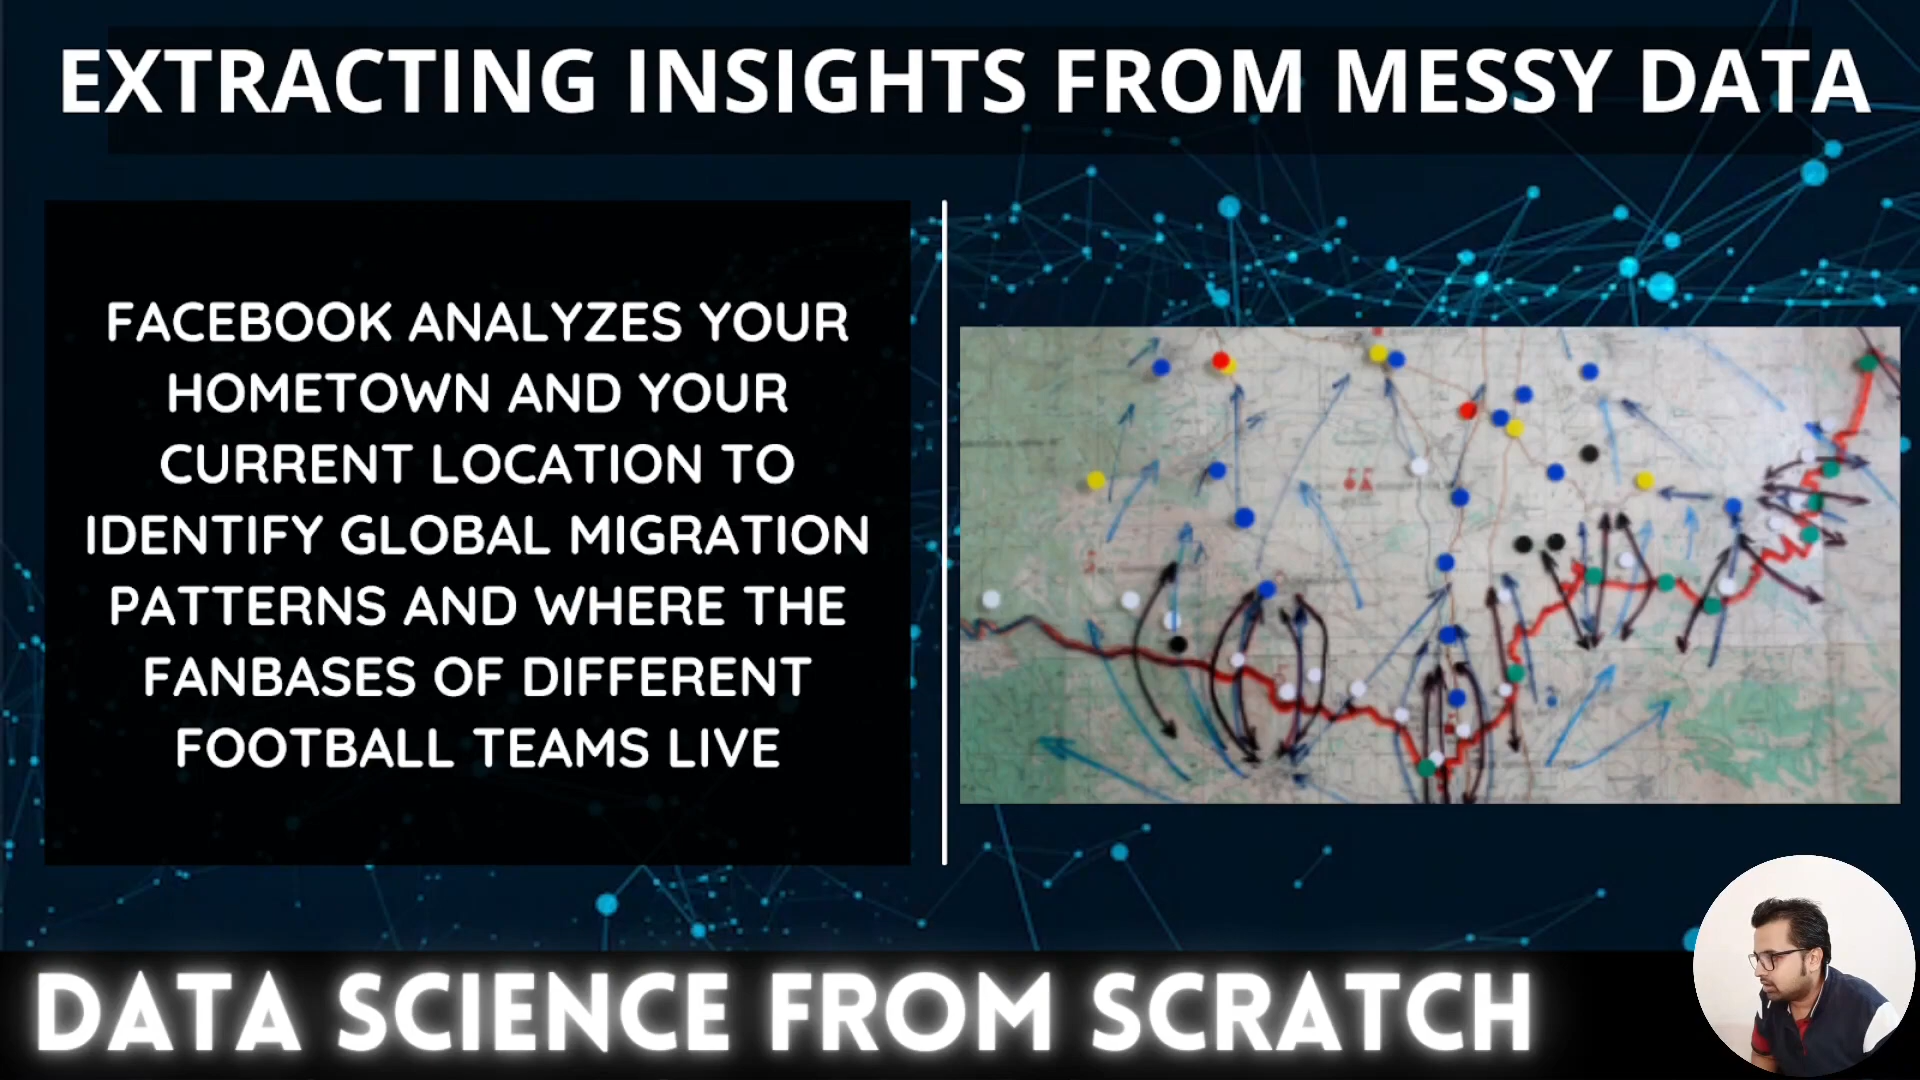 EXTRACTING INSIGHTS FROM MESSY DATA
FACEBOOK ANALYZES YOUR
HOMETOWN AND YOUR
CURRENT LOCATION TO
IDENTIFY GLOBAL MIGRATION
PATTERNS AND WHERE THE
FANBASES OF DIFFERENT
FOOTBALL TEAMS LIVE
DATA SCIENCE FROM SCRATCH